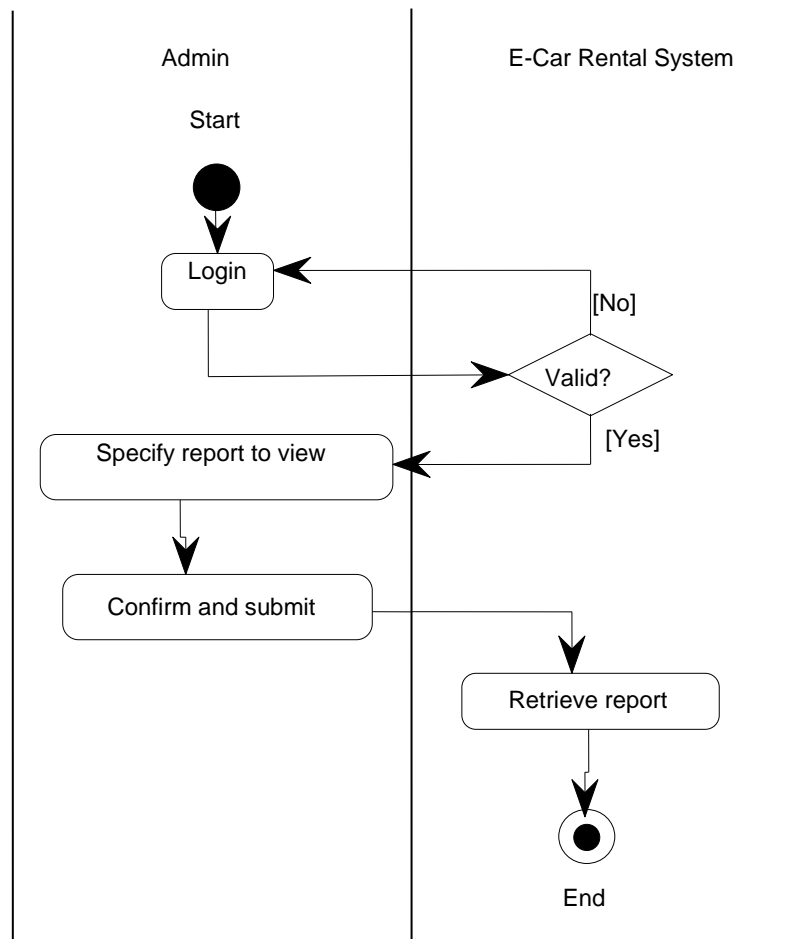 Admin
E-Car Rental System
Start
Login
[No]
Valid?
[Yes]
Specify report to view
Confirm and submit
Retrieve report
End